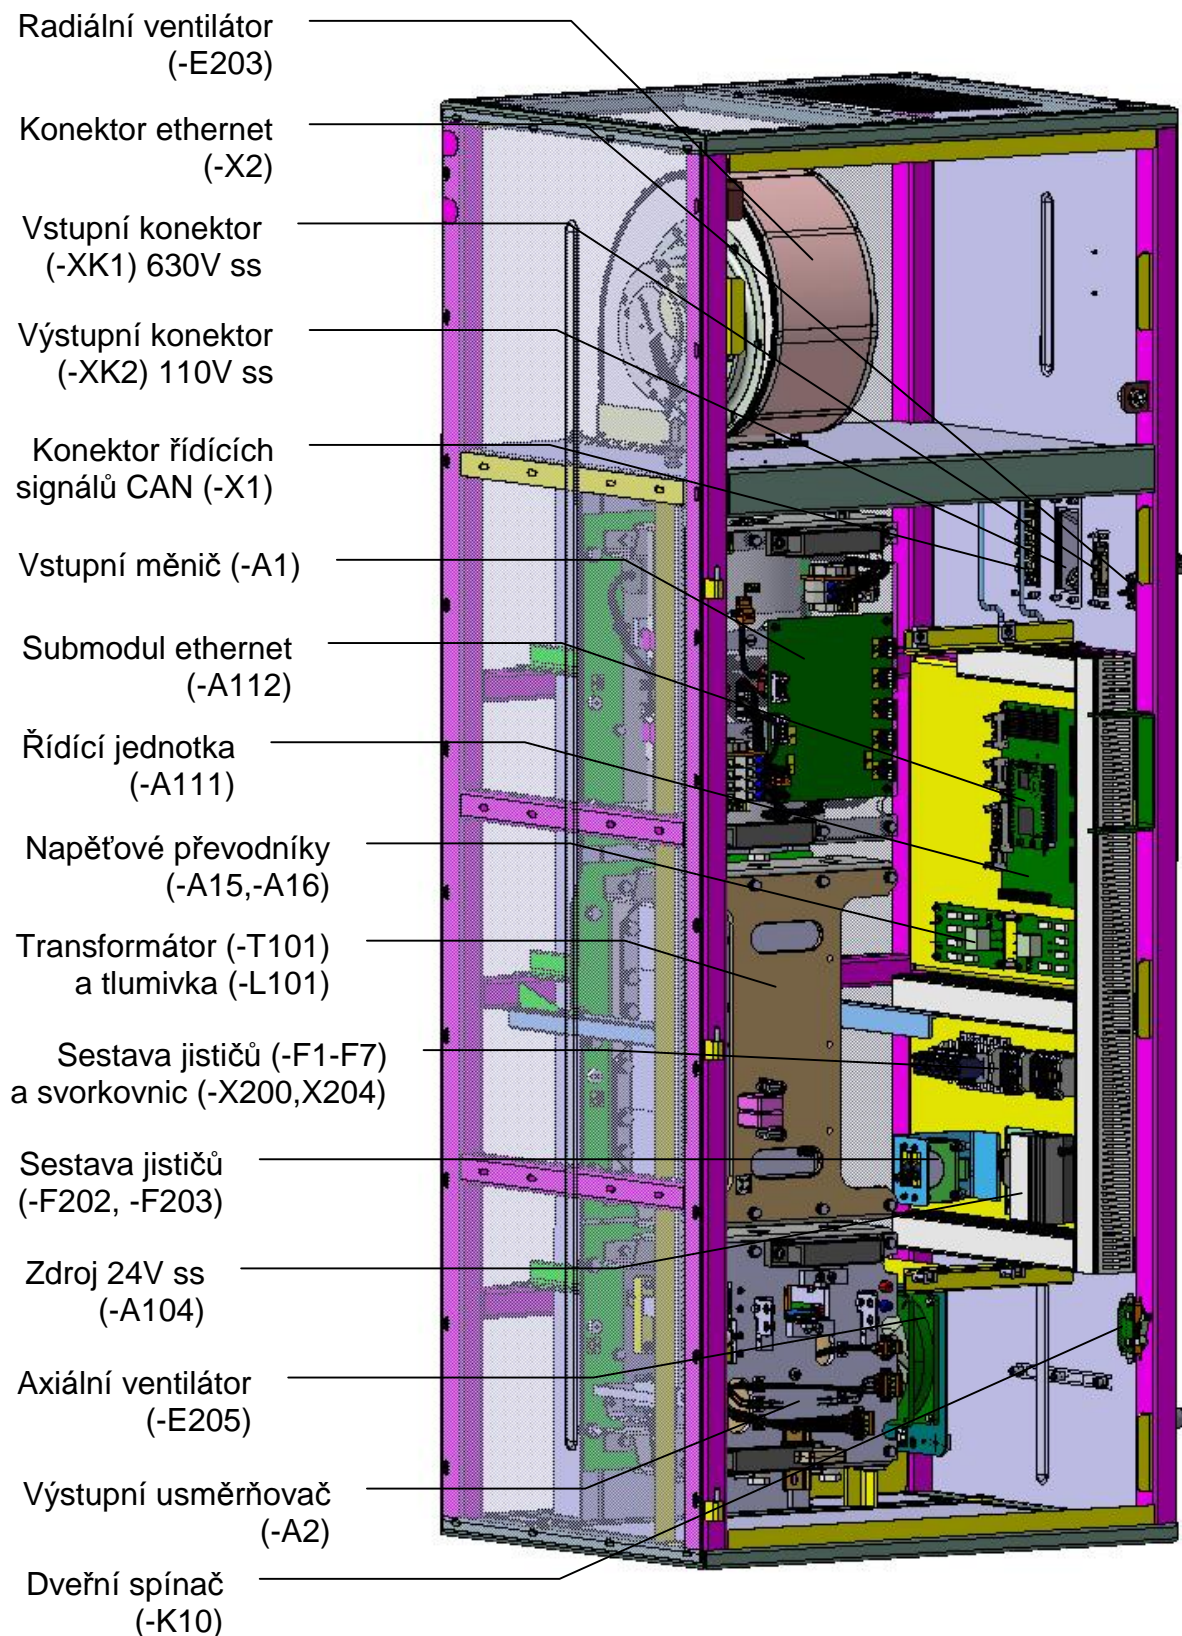 Radiální ventilátor
(-E203)
Konektor ethernet
(-X2)
Vstupní konektor
(-XK1) 630V ss
Výstupní konektor
(-XK2) 110V ss
Konektor řídících
signálů CAN (-X1)
Vstupní měnič (-A1)
Submodul ethernet
(-A112)
Řídící jednotka
(-A111)
Napěťové převodníky
(-A15,-A16)
Transformátor (-T101)
a tlumivka (-L101)
Sestava jističů (-F1-F7)
a svorkovnic (-X200,X204)
Sestava jističů
(-F202, -F203)
Zdroj 24V ss
(-A104)
Axiální ventilátor
(-E205)
Výstupní usměrňovač
(-A2)
Dveřní spínač
(-K10)